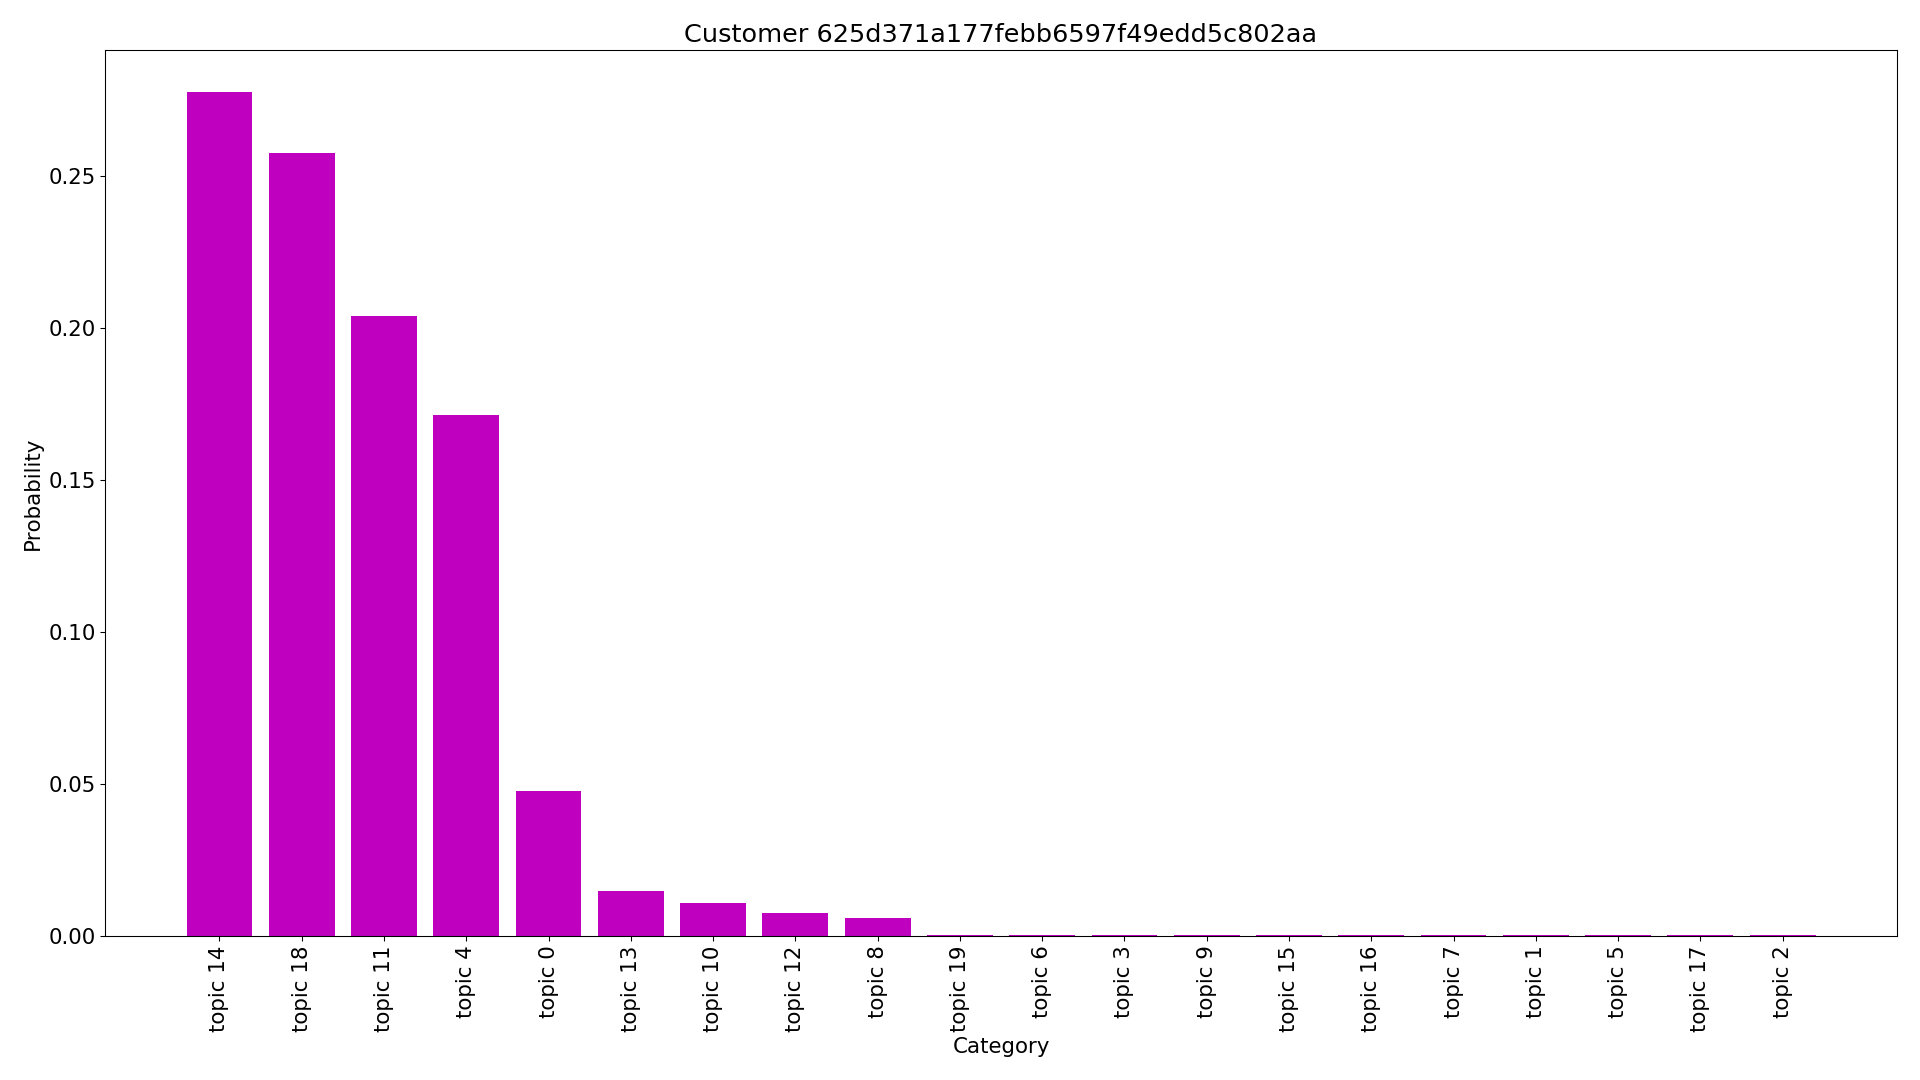 Customer 625d371a177febb6597f49edd5c802aa
Probability
0.25
0.20
0.15
0.10
0.05
0.00
topic 14
topic 18
topic 11
topic 4
topic 0
topic 13
topic 10
topic 12
topic 8
topic 19
topic 6
topic 3
topic 9
topic 15
topic 16
topic 7
topic 1
topic 5
topic 17
topic 2
Category